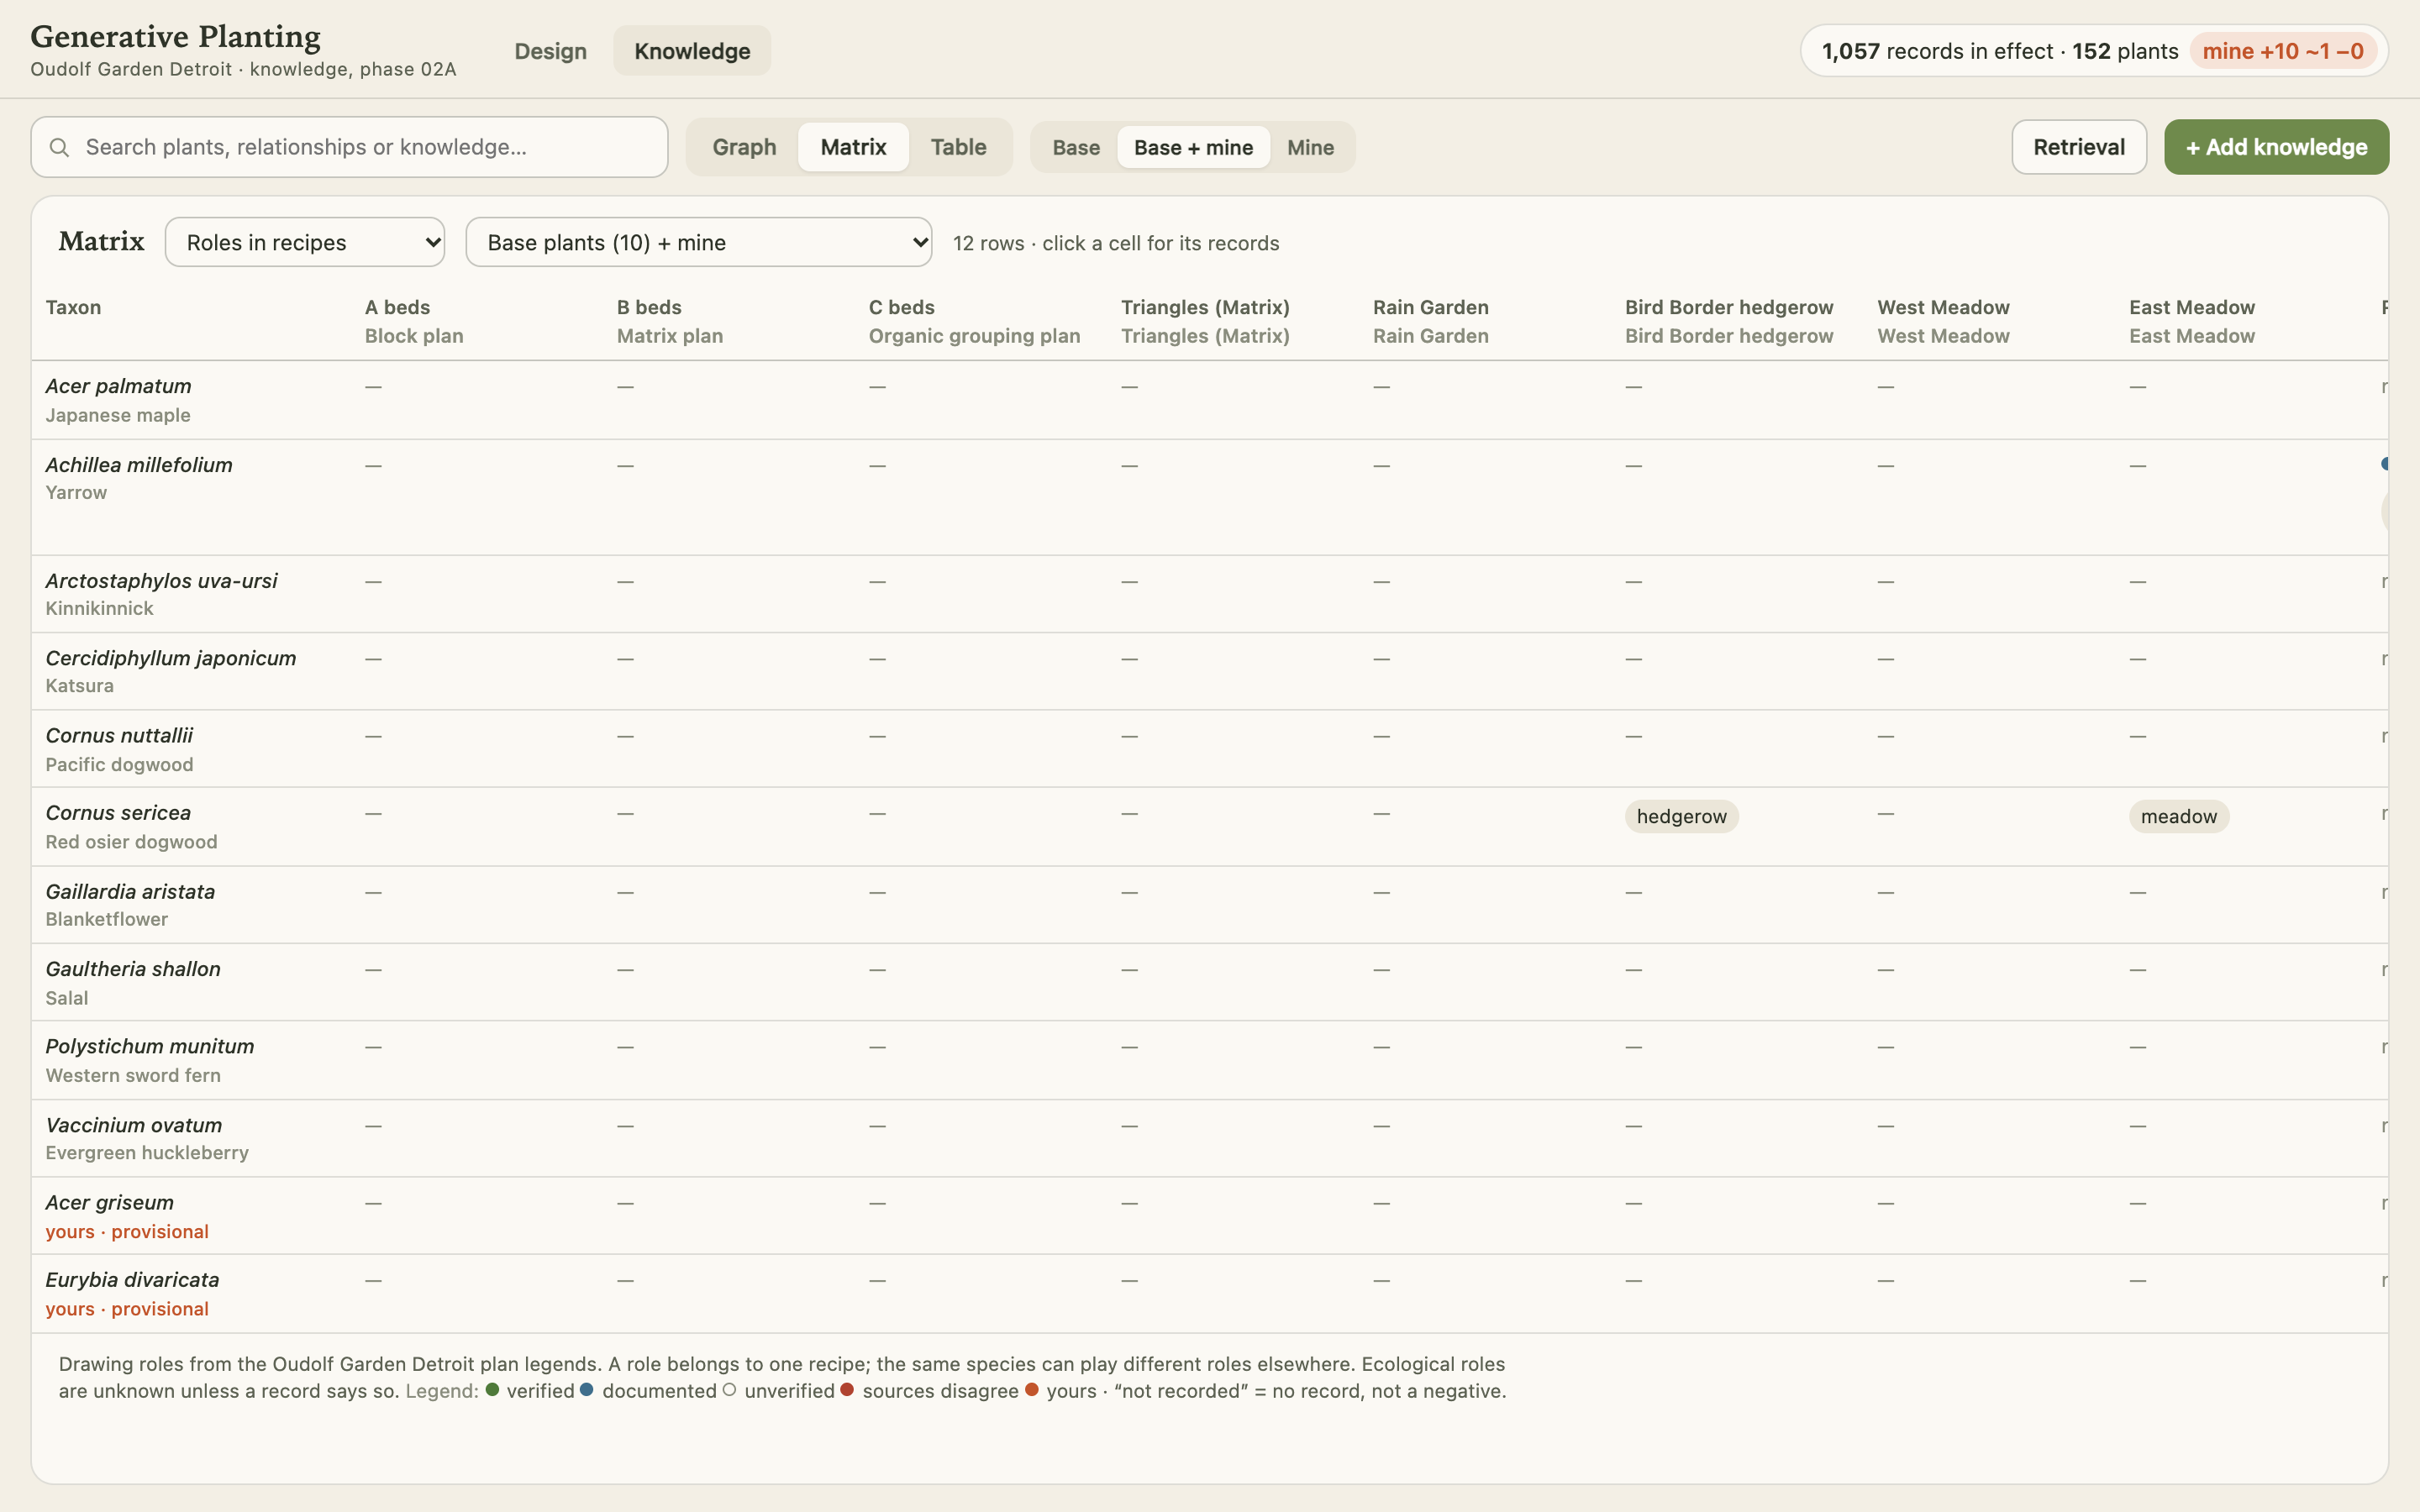 Generative Planting
Oudolf Garden Detroit · knowledge, phase 02A
Design
Knowledge
1,057 records in effect · 152 plants mine +10 ~1 −0
Search plants, relationships or knowledge...
Graph Matrix Table
Base Base + mine Mine
Retrieval
+ Add knowledge
Matrix
Roles in recipes
Base plants (10) + mine
12 rows · click a cell for its records
Taxon
A beds
Block plan
B beds
Matrix plan
C beds
Organic grouping plan
Triangles (Matrix)
Triangles (Matrix)
Rain Garden
Rain Garden
Bird Border hedgerow
Bird Border hedgerow
West Meadow
West Meadow
East Meadow
East Meadow
Acer palmatum — — — — — — — —
Japanese maple
Achillea millefolium — — — — — — — —
Yarrow
Arctostaphylos uva-ursi — — — — — — — —
Kinnikinnick
Cercidiphyllum japonicum — — — — — — — —
Katsura
Cornus nuttallii — — — — — — — —
Pacific dogwood
Cornus sericea — — — — — hedgerow — meadow
Red osier dogwood
Gaillardia aristata — — — — — — — —
Blanketflower
Gaultheria shallon — — — — — — — —
Salal
Polystichum munitum — — — — — — — —
Western sword fern
Vaccinium ovatum — — — — — — — —
Evergreen huckleberry
Acer griseum — — — — — — — —
yours · provisional
Eurybia divaricata — — — — — — — —
yours · provisional
Drawing roles from the Oudolf Garden Detroit plan legends. A role belongs to one recipe; the same species can play different roles elsewhere. Ecological roles
are unknown unless a record says so. Legend: verified documented unverified sources disagree yours · “not recorded” = no record, not a negative.